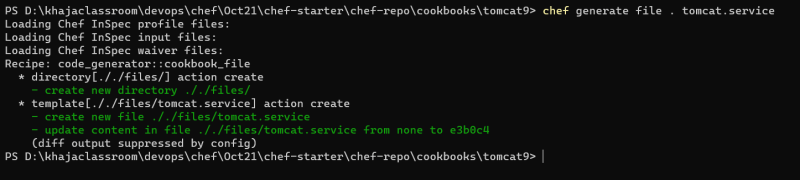 PS D:\khajaclassroom\devops\chef\Oct21\chef-starter\chef-repo\cookbooks\tomcat9> chef generate file . tomcat.service
Loading Chef InSpec profile files:
Loading Chef InSpec input files:
Loading Chef InSpec waiver files:
Recipe: code_generator::cookbook_file
  * directory[././files/] action create
    - create new directory ././files/
  * template[././files/tomcat.service] action create
    - create new file ././files/tomcat.service
    - update content in file ././files/tomcat.service from none to e3b0c4
    (diff output suppressed by config)
PS D:\khajaclassroom\devops\chef\Oct21\chef-starter\chef-repo\cookbooks\tomcat9>